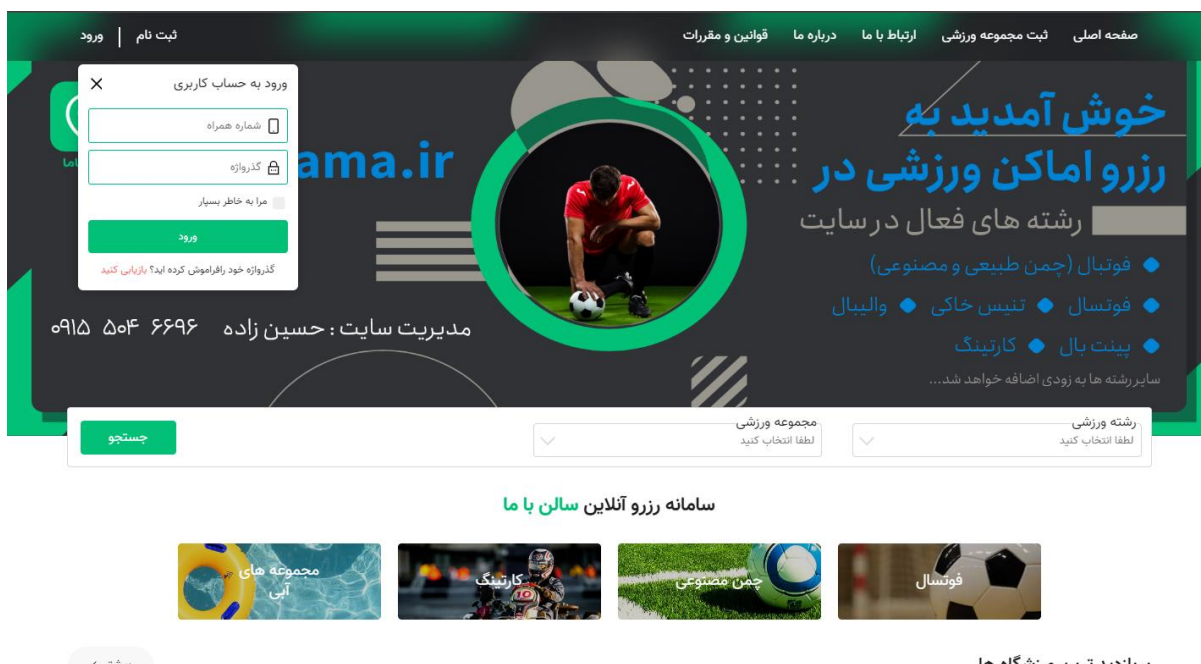 صفحه اصلی ثبت مجموعه ورزشی ارتباط با ما درباره ما قوانین و مقررات ثبت نام | ورود
ورود به حساب کاربری
شماره همراه
گذرواژه
مرا به خاطر بسپار
ورود
گذرواژه خود رافراموش کرده اید؟ بازیابی کنید
خوش آمدید به
رزرو اماکن ورزشی در
ama.ir
رشته های فعال در سایت
فوتبال (چمن طبیعی و مصنوعی)
فوتسال تنیس خاکی والیبال
پینت بال کارتینگ
سایر رشته ها به زودی اضافه خواهد شد...
مدیریت سایت : حسین زاده ۰۹۱۵ ۵۰۴ ۶۶۹۶
رشته ورزشی
لطفا انتخاب کنید
مجموعه ورزشی
لطفا انتخاب کنید
جستجو
سامانه رزرو آنلاین سالن با ما
فوتسال
چمن مصنوعی
کارتینگ
مجموعه های
آبی